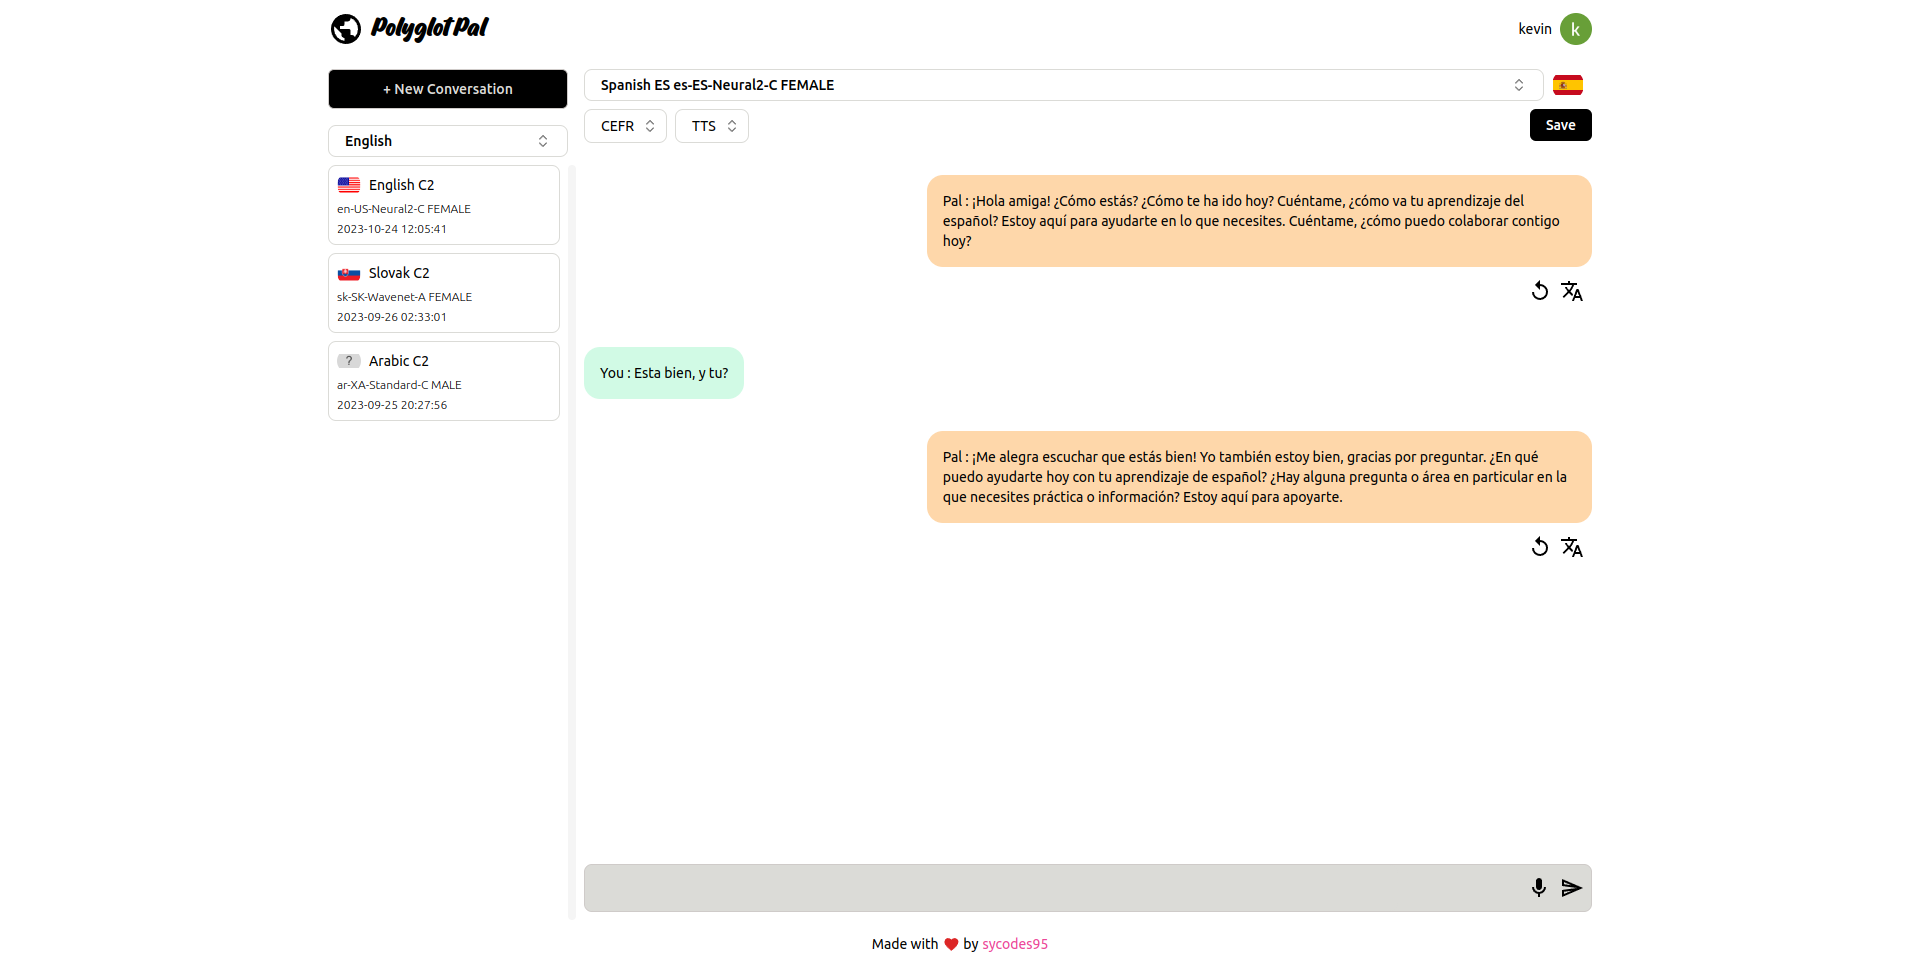 PolyglotPal
kevin
k
+ New Conversation
English
English C2
en-US-Neural2-C FEMALE
2023-10-24 12:05:41
Slovak C2
sk-SK-Wavenet-A FEMALE
2023-09-26 02:33:01
?
Arabic C2
ar-XA-Standard-C MALE
2023-09-25 20:27:56
Spanish ES es-ES-Neural2-C FEMALE
CEFR
TTS
Save
Pal : ¡Hola amiga! ¿Cómo estás? ¿Cómo te ha ido hoy? Cuéntame, ¿cómo va tu aprendizaje del
español? Estoy aquí para ayudarte en lo que necesites. Cuéntame, ¿cómo puedo colaborar contigo
hoy?
You : Esta bien, y tu?
Pal : ¡Me alegra escuchar que estás bien! Yo también estoy bien, gracias por preguntar. ¿En qué
puedo ayudarte hoy con tu aprendizaje de español? ¿Hay alguna pregunta o área en particular en la
que necesites práctica o información? Estoy aquí para apoyarte.
Made with ❤ by sycodes95